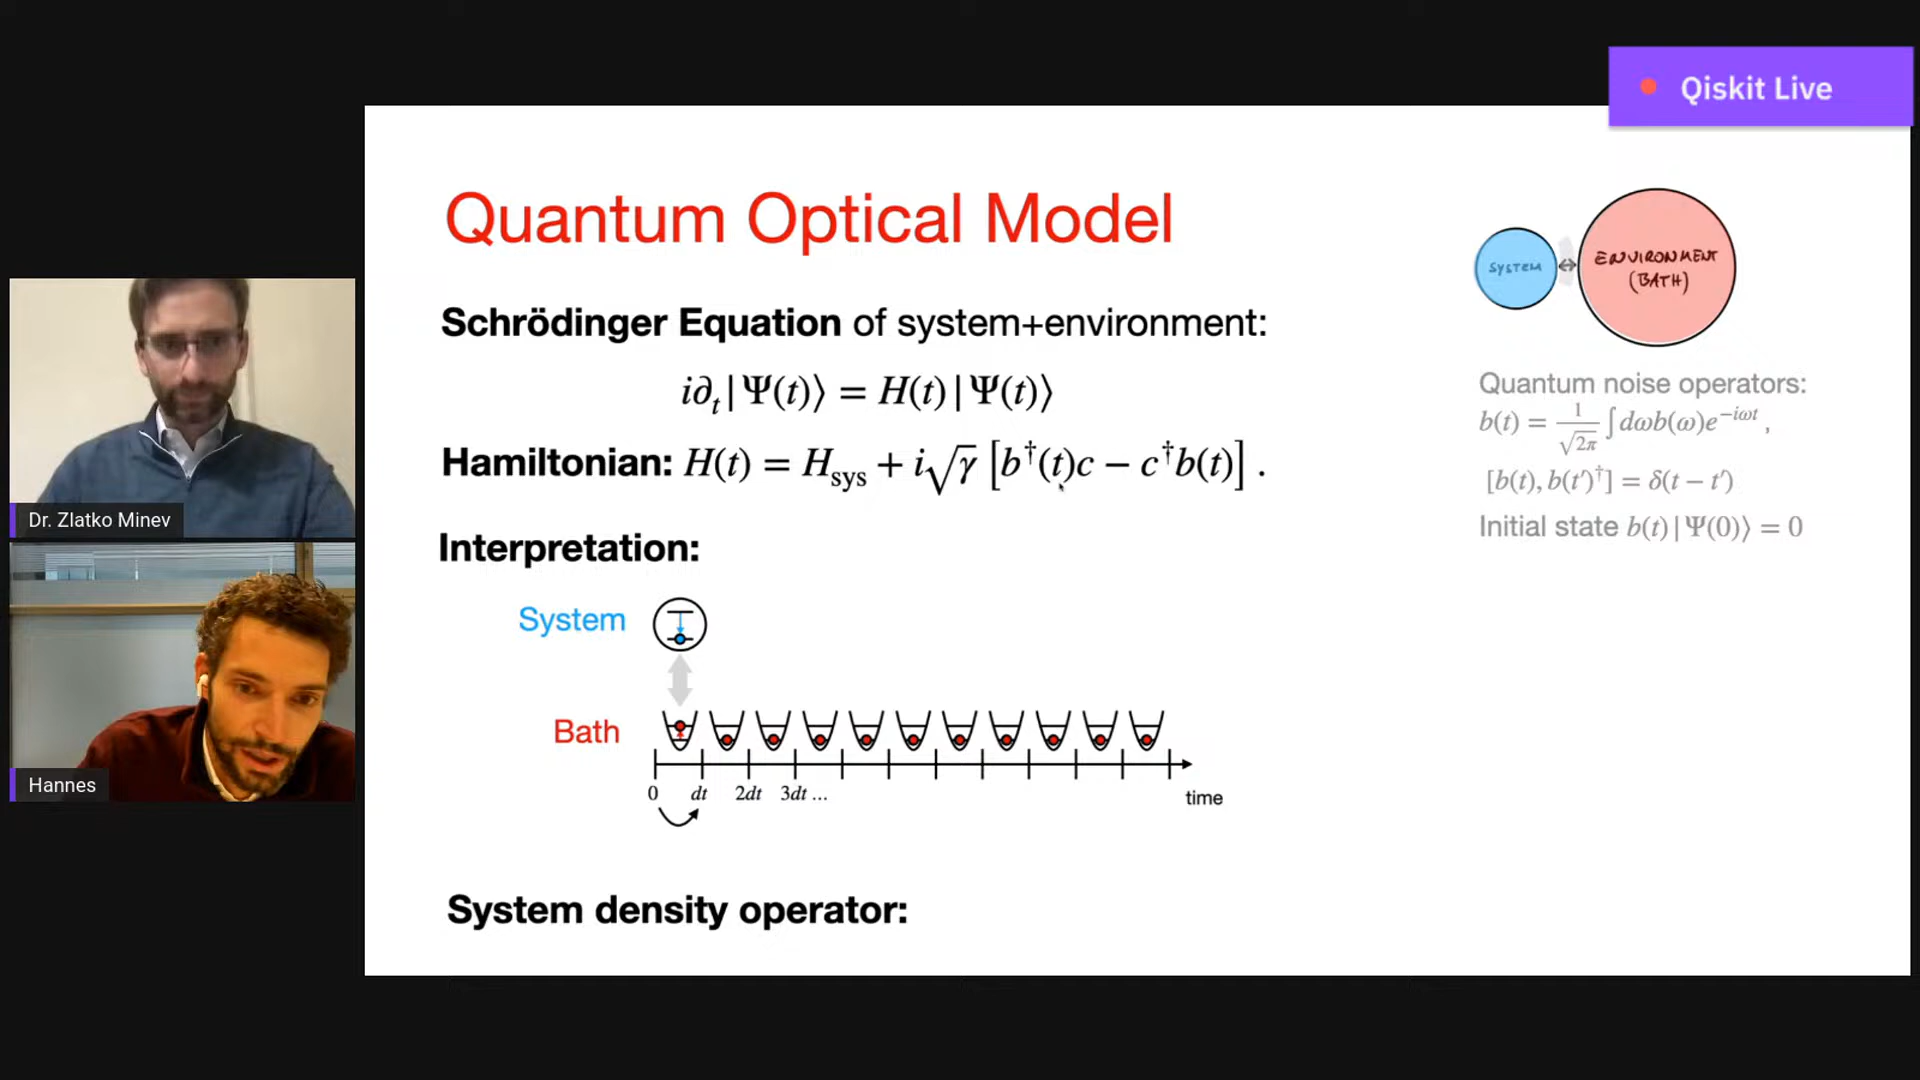 Qiskit Live
Quantum Optical Model
SYSTEM
ENVIRONMENT
(BATH)
Schrödinger Equation of system+environment:
i∂ₜ|Ψ(t)⟩ = H(t)|Ψ(t)⟩
Hamiltonian: H(t) = H_sys + i√γ [b†(t)c − c†b(t)] .
Quantum noise operators:
b(t) = 1/√2π ∫dωb(ω)e^{−iωt} ,
[b(t), b(t′)†] = δ(t − t′)
Initial state b(t)|Ψ(0)⟩ = 0
Interpretation:
System
Bath
0 dt 2dt 3dt ...
time
System density operator:
Dr. Zlatko Minev
Hannes